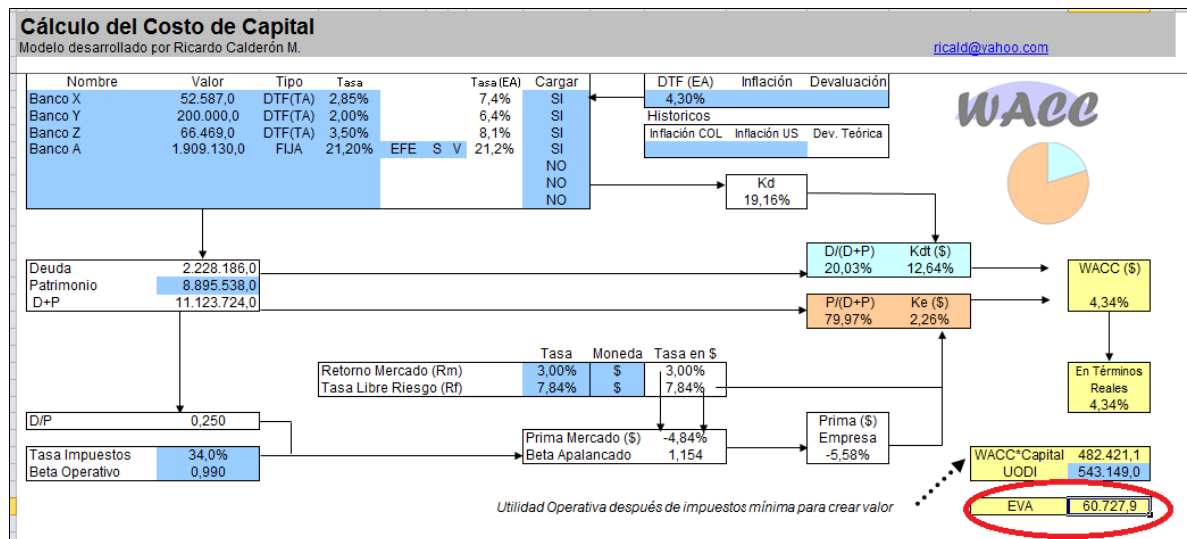 Cálculo del Costo de Capital
Modelo desarrollado por Ricardo Calderón M. ricald@yahoo.com
Nombre Valor Tipo Tasa Tasa (EA) Cargar
Banco X 52.587,0 DTF(TA) 2,85% 7,4% SI
Banco Y 200.000,0 DTF(TA) 2,00% 6,4% SI
Banco Z 66.469,0 DTF(TA) 3,50% 8,1% SI
Banco A 1.909.130,0 FIJA 21,20% EFE S V 21,2% SI
NO
NO
NO
DTF (EA) Inflación Devaluación
4,30%
Historicos
Inflación COL Inflación US Dev. Teórica
WACC
Kd
19,16%
Deuda 2.228.186,0
Patrimonio 8.895.538,0
D+P 11.123.724,0
D/(D+P) Kdt ($)
20,03% 12,64%
P/(D+P) Ke ($)
79,97% 2,26%
WACC ($)
4,34%
Tasa Moneda Tasa en $
Retorno Mercado (Rm) 3,00% $ 3,00%
Tasa Libre Riesgo (Rf) 7,84% $ 7,84%
En Términos
Reales
4,34%
D/P 0,250
Tasa Impuestos 34,0%
Beta Operativo 0,990
Prima Mercado ($) -4,84%
Beta Apalancado 1,154
Prima ($)
Empresa
-5,58%
WACC*Capital 482.421,1
UODI 543.149,0
Utilidad Operativa después de impuestos mínima para crear valor
EVA 60.727,9